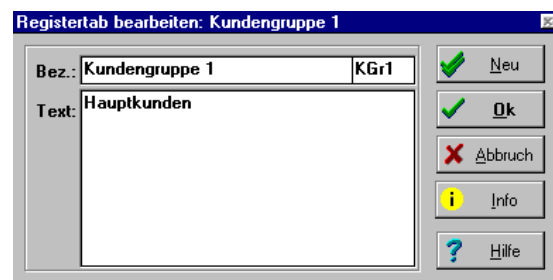 Registertab bearbeiten: Kundengruppe 1
Bez.: Kundengruppe 1 KGr1
Text: Hauptkunden
Neu
Ok
Abbruch
Info
Hilfe